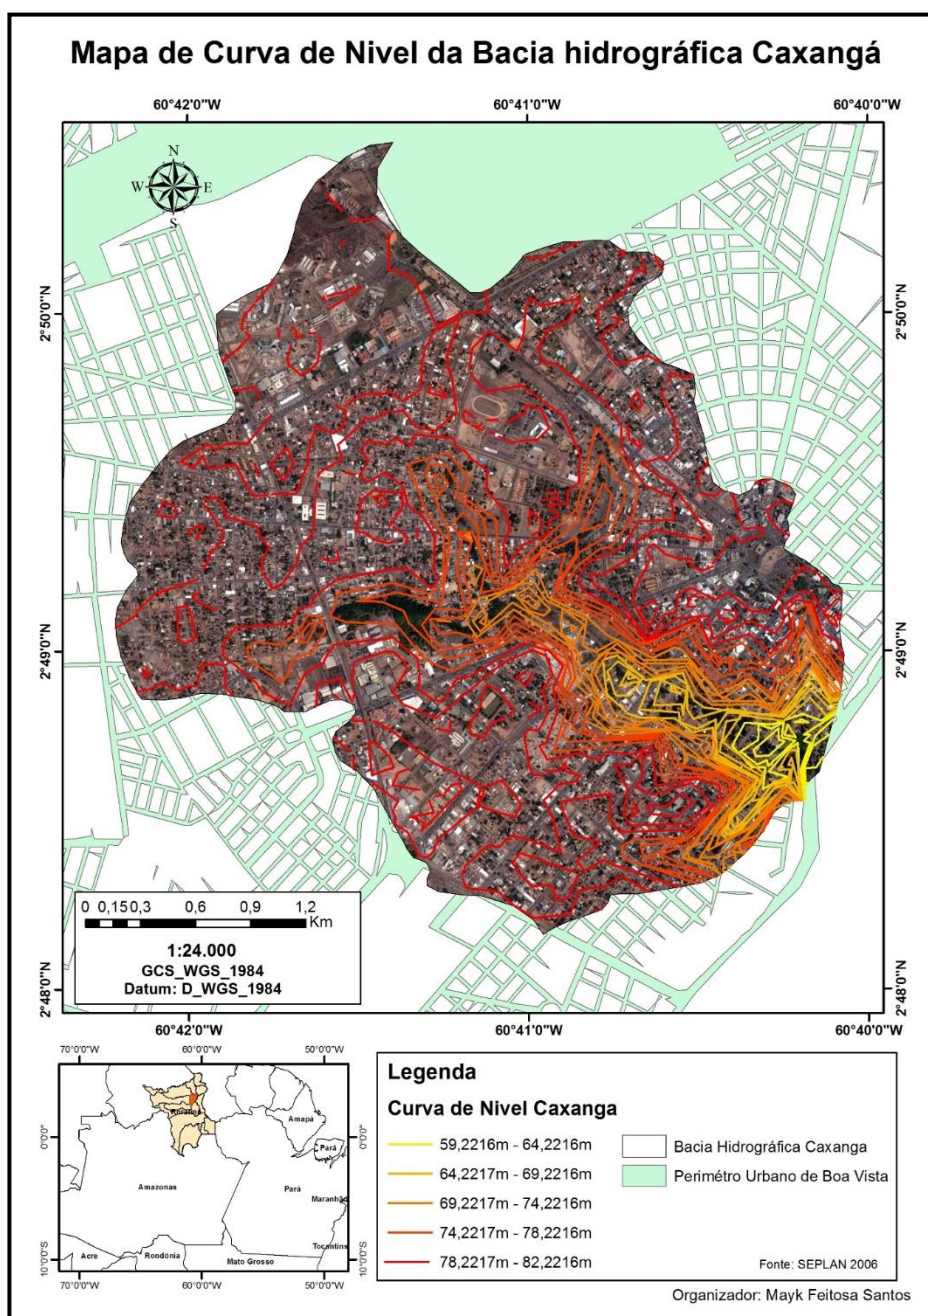 Mapa de Curva de Nivel da Bacia hidrográfica Caxangá
60°42'0"W
60°41'0"W
60°40'0"W
N
W
E
S
2°50'0"N
2°50'0"N
2°49'0"N
2°49'0"N
2°48'0"N
2°48'0"N
0 0,15 0,3 0,6 0,9 1,2
Km
1:24.000
GCS_WGS_1984
Datum: D_WGS_1984
60°42'0"W
60°41'0"W
60°40'0"W
70°0'0"W
60°0'0"W
50°0'0"W
0°0'0"
0°0'0"
10°0'0"S
10°0'0"S
Roraima
Amapá
Pará
Amazonas
Pará
Maranhão
Tocantins
Acre
Rondônia
Mato Grosso
70°0'0"W
60°0'0"W
50°0'0"W
Legenda
Curva de Nivel Caxanga
59,2216m - 64,2216m
64,2217m - 69,2216m
69,2217m - 74,2216m
74,2217m - 78,2216m
78,2217m - 82,2216m
Bacia Hidrográfica Caxanga
Perimétro Urbano de Boa Vista
Fonte: SEPLAN 2006
Organizador: Mayk Feitosa Santos